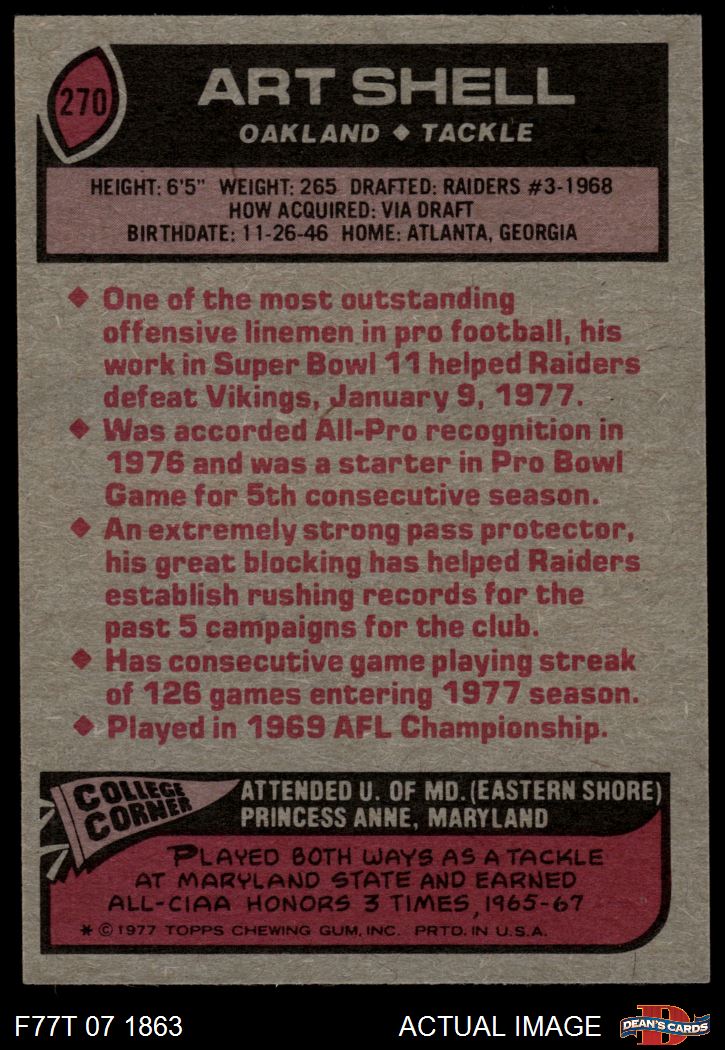 270
ART SHELL
OAKLAND ◆ TACKLE
HEIGHT: 6'5" WEIGHT: 265 DRAFTED: RAIDERS #3-1968
HOW ACQUIRED: VIA DRAFT
BIRTHDATE: 11-26-46 HOME: ATLANTA, GEORGIA
◆ One of the most outstanding
offensive linemen in pro football, his
work in Super Bowl 11 helped Raiders
defeat Vikings, January 9, 1977.
◆ Was accorded All-Pro recognition in
1976 and was a starter in Pro Bowl
Game for 5th consecutive season.
◆ An extremely strong pass protector,
his great blocking has helped Raiders
establish rushing records for the
past 5 campaigns for the club.
◆ Has consecutive game playing streak
of 126 games entering 1977 season.
◆ Played in 1969 AFL Championship.
COLLEGE
CORNER
ATTENDED U. OF MD. (EASTERN SHORE)
PRINCESS ANNE, MARYLAND
PLAYED BOTH WAYS AS A TACKLE
AT MARYLAND STATE AND EARNED
ALL-CIAA HONORS 3 TIMES, 1965-67
* © 1977 TOPPS CHEWING GUM, INC. PRTD. IN U.S.A.
F77T 07 1863
ACTUAL IMAGE
D
DEAN'S CARDS